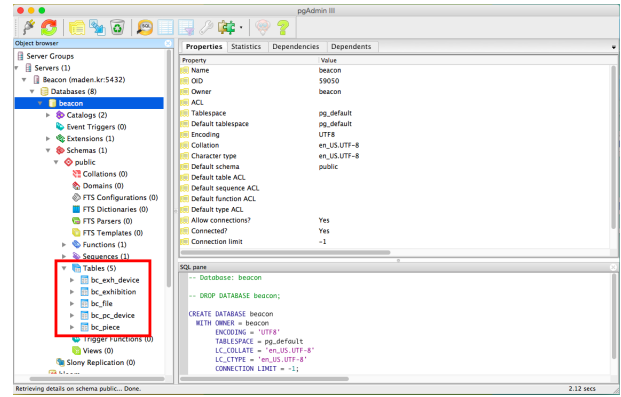 pgAdmin III
SQL
Object browser
Server Groups
Servers (1)
Beacon (maden.kr:5432)
Databases (8)
beacon
Catalogs (2)
Event Triggers (0)
Extensions (1)
Schemas (1)
public
Collations (0)
Domains (0)
FTS Configurations (0)
FTS Dictionaries (0)
FTS Parsers (0)
FTS Templates (0)
Functions (1)
Sequences (1)
Tables (5)
bc_exh_device
bc_exhibition
bc_file
bc_pc_device
bc_piece
Trigger Functions (0)
Views (0)
Slony Replication (0)
Properties Statistics Dependencies Dependents
Property Value
Name beacon
OID 59050
Owner beacon
ACL
Tablespace pg_default
Default tablespace pg_default
Encoding UTF8
Collation en_US.UTF-8
Character type en_US.UTF-8
Default schema public
Default table ACL
Default sequence ACL
Default function ACL
Default type ACL
Allow connections? Yes
Connected? Yes
Connection limit -1
SQL pane
-- Database: beacon
-- DROP DATABASE beacon;
CREATE DATABASE beacon
WITH OWNER = beacon
ENCODING = 'UTF8'
TABLESPACE = pg_default
LC_COLLATE = 'en_US.UTF-8'
LC_CTYPE = 'en_US.UTF-8'
CONNECTION LIMIT = -1;
Retrieving details on schema public... Done. 2.12 secs